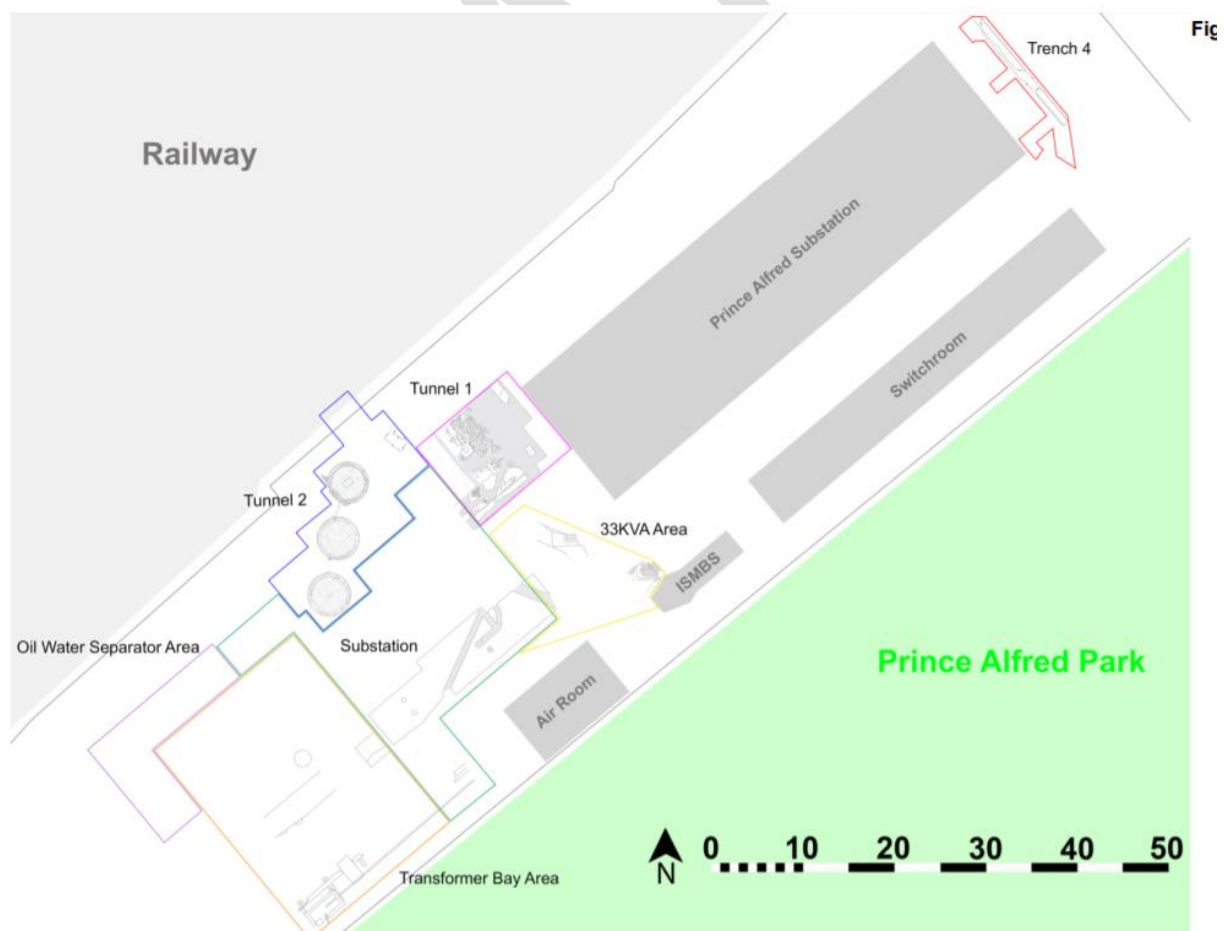 Fig
Trench 4
Railway
Prince Alfred Substation
Switchroom
Tunnel 1
Tunnel 2
33KVA Area
ISMBS
Oil Water Separator Area
Substation
Prince Alfred Park
Air Room
0 10 20 30 40 50
N
Transformer Bay Area